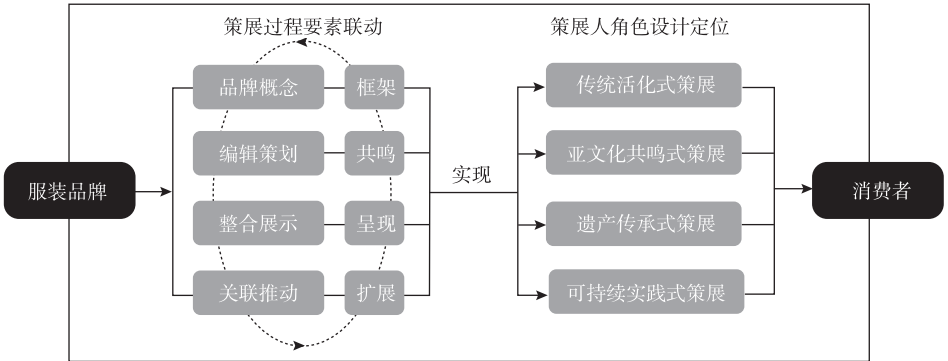 策展过程要素联动
策展人角色设计定位
服装品牌
品牌概念 框架
编辑策划 共鸣
整合展示 呈现
关联推动 扩展
实现
传统活化式策展
亚文化共鸣式策展
遗产传承式策展
可持续实践式策展
消费者